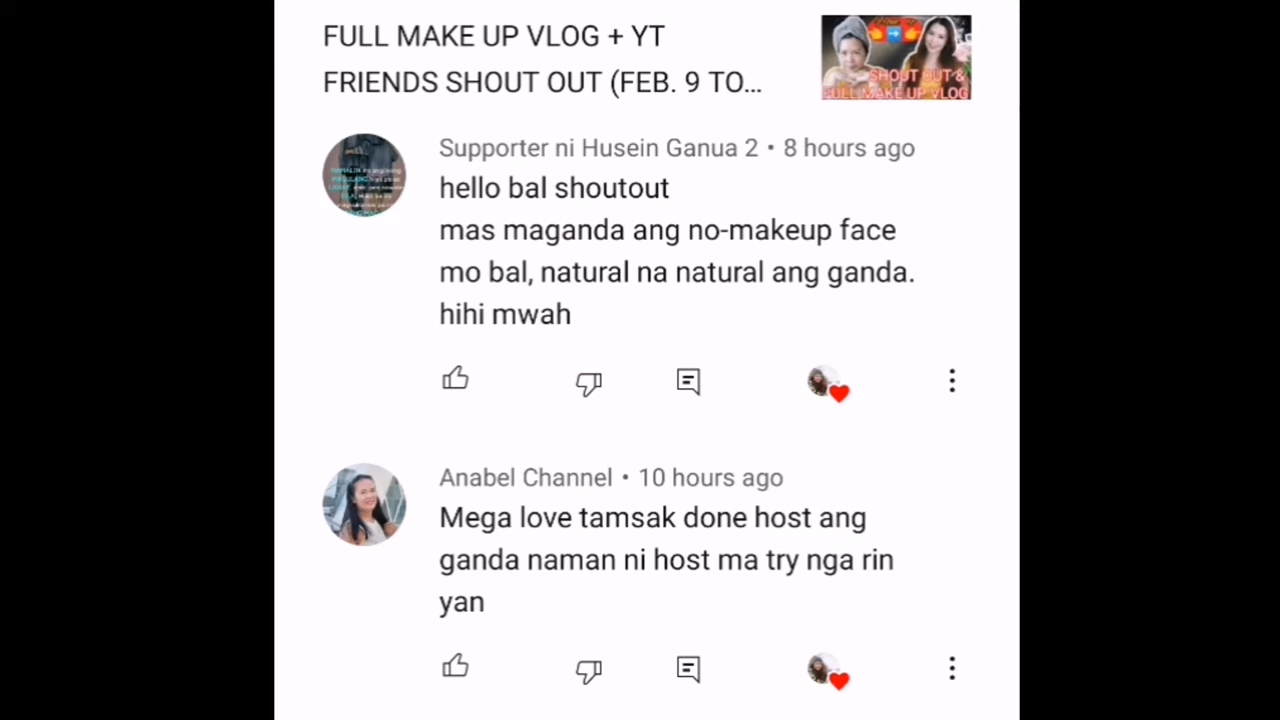 FULL MAKE UP VLOG + YT
FRIENDS SHOUT OUT (FEB. 9 TO...
SHOUT OUT &
FULL MAKE UP VLOG
Supporter ni Husein Ganua 2 • 8 hours ago
hello bal shoutout
mas maganda ang no-makeup face
mo bal, natural na natural ang ganda.
hihi mwah
Anabel Channel • 10 hours ago
Mega love tamsak done host ang
ganda naman ni host ma try nga rin
yan